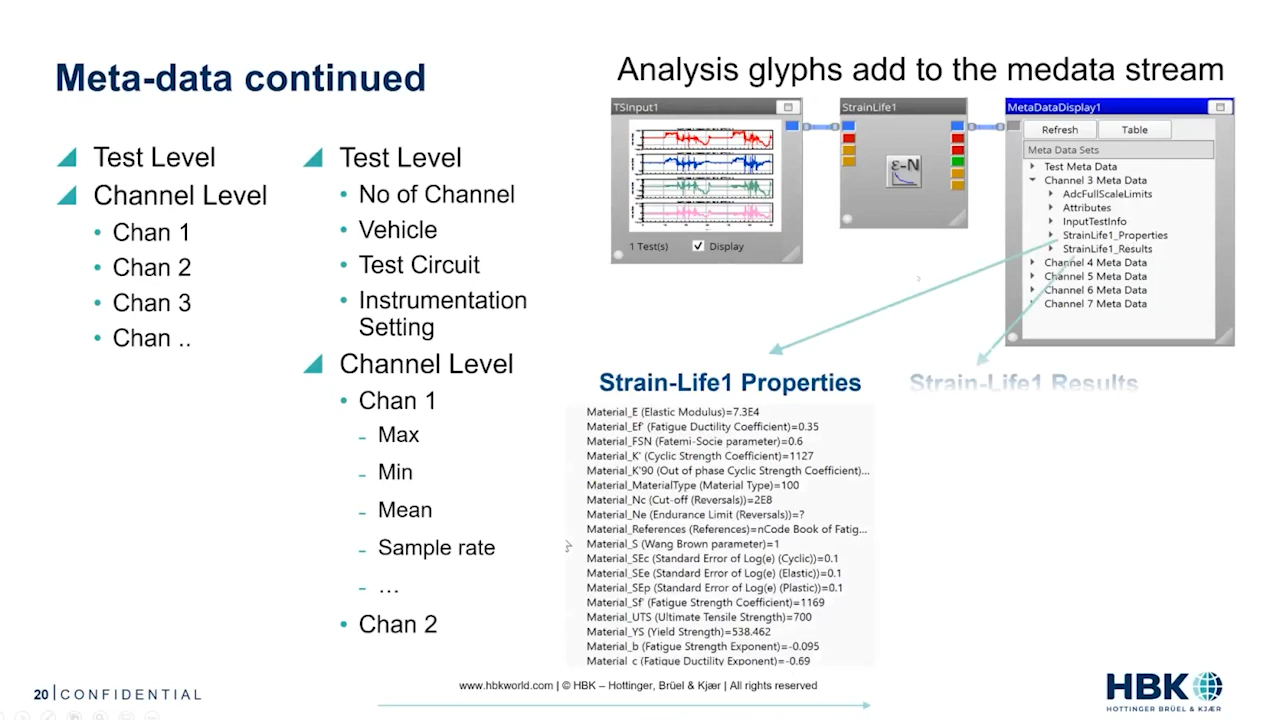 Meta-data continued
Test Level
Channel Level
Chan 1
Chan 2
Chan 3
Chan ..
Test Level
No of Channel
Vehicle
Test Circuit
Instrumentation
Setting
Channel Level
Chan 1
Max
Min
Mean
Sample rate
...
Chan 2
Analysis glyphs add to the medata stream
TSInput1
1 Test(s)
Display
StrainLife1
ε-N
MetaDataDisplay1
Refresh
Table
Meta Data Sets
Test Meta Data
Channel 3 Meta Data
AdcFullScaleLimits
Attributes
InputTestInfo
StrainLife1_Properties
StrainLife1_Results
Channel 4 Meta Data
Channel 5 Meta Data
Channel 6 Meta Data
Channel 7 Meta Data
Strain-Life1 Properties
Strain-Life1 Results
Material_E (Elastic Modulus)=7.3E4
Material_Ef' (Fatigue Ductility Coefficient)=0.35
Material_FSN (Fatemi-Socie parameter)=0.6
Material_K' (Cyclic Strength Coefficient)=1127
Material_K'90 (Out of phase Cyclic Strength Coefficient)...
Material_MaterialType (Material Type)=100
Material_Nc (Cut-off (Reversals))=2E8
Material_Ne (Endurance Limit (Reversals))=?
Material_References (References)=nCode Book of Fatig...
Material_S (Wang Brown parameter)=1
Material_SEc (Standard Error of Log(e) (Cyclic))=0.1
Material_SEe (Standard Error of Log(e) (Elastic))=0.1
Material_SEp (Standard Error of Log(e) (Plastic))=0.1
Material_Sf' (Fatigue Strength Coefficient)=1169
Material_UTS (Ultimate Tensile Strength)=700
Material_YS (Yield Strength)=538.462
Material_b (Fatigue Strength Exponent)=-0.095
Material_c (Fatigue Ductility Exponent)=-0.69
20 | CONFIDENTIAL
www.hbkworld.com | © HBK – Hottinger, Brüel & Kjær | All rights reserved
HBK
HOTTINGER BRÜEL & KJÆR